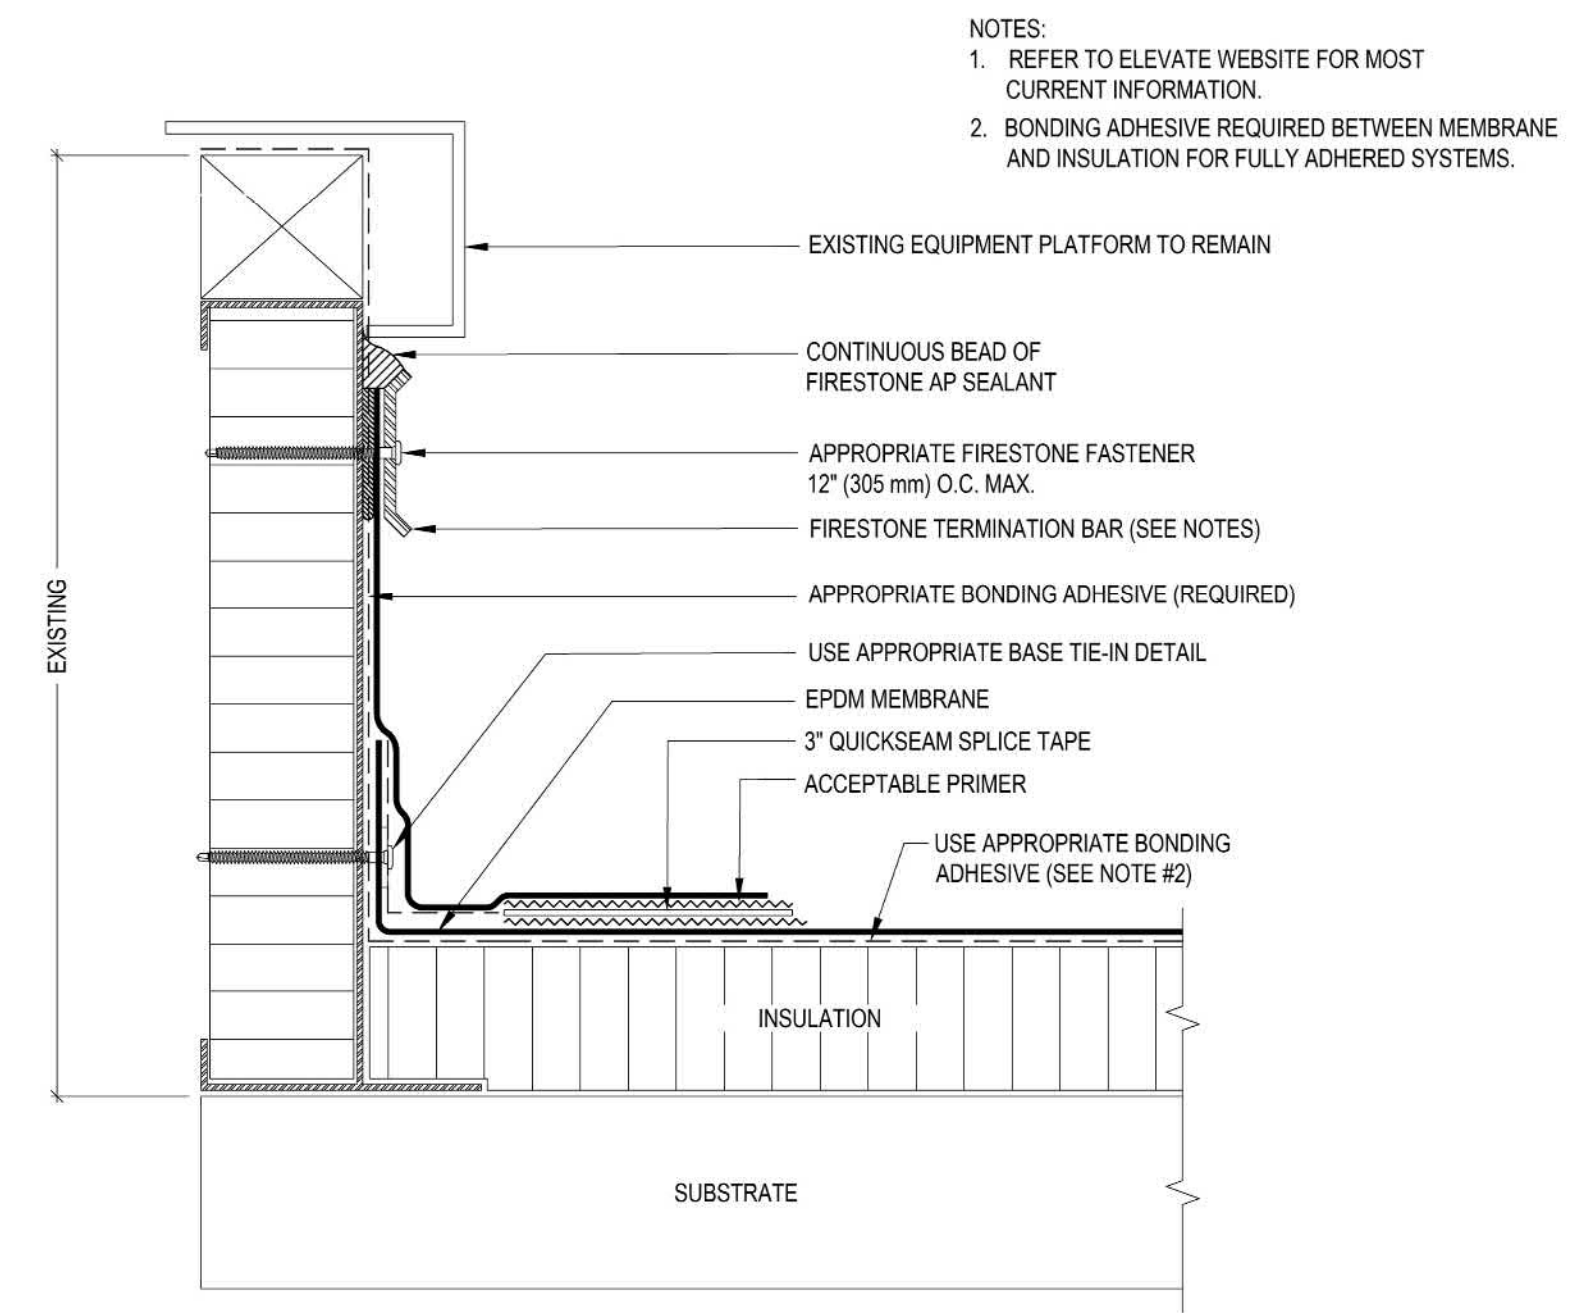 NOTES:
1. REFER TO ELEVATE WEBSITE FOR MOST
CURRENT INFORMATION.
2. BONDING ADHESIVE REQUIRED BETWEEN MEMBRANE
AND INSULATION FOR FULLY ADHERED SYSTEMS.
EXISTING EQUIPMENT PLATFORM TO REMAIN
CONTINUOUS BEAD OF
FIRESTONE AP SEALANT
APPROPRIATE FIRESTONE FASTENER
12" (305 mm) O.C. MAX.
FIRESTONE TERMINATION BAR (SEE NOTES)
EXISTING
APPROPRIATE BONDING ADHESIVE (REQUIRED)
USE APPROPRIATE BASE TIE-IN DETAIL
EPDM MEMBRANE
3" QUICKSEAM SPLICE TAPE
ACCEPTABLE PRIMER
USE APPROPRIATE BONDING
ADHESIVE (SEE NOTE #2)
INSULATION
SUBSTRATE